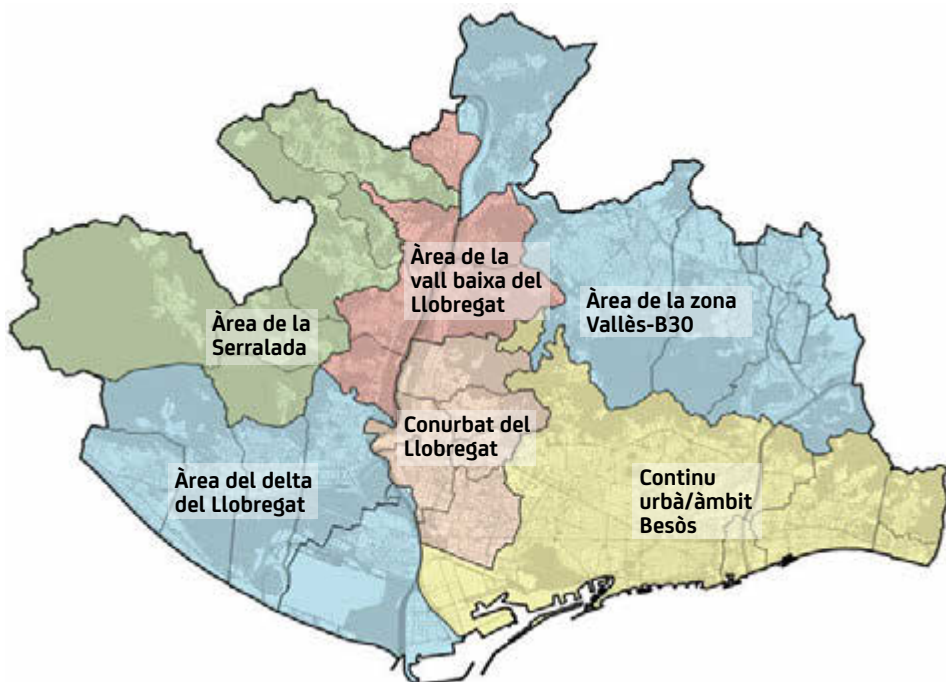 Àrea de la
vall baixa del
Llobregat
Àrea de la zona
Vallès-B30
Àrea de la
Serralada
Conurbat del
Llobregat
Àrea del delta
del Llobregat
Continu
urbà/àmbit
Besòs